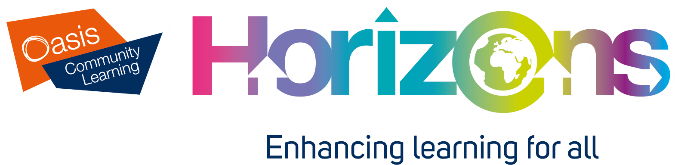 Oasis
Community
Learning
Horizons
Enhancing learning for all